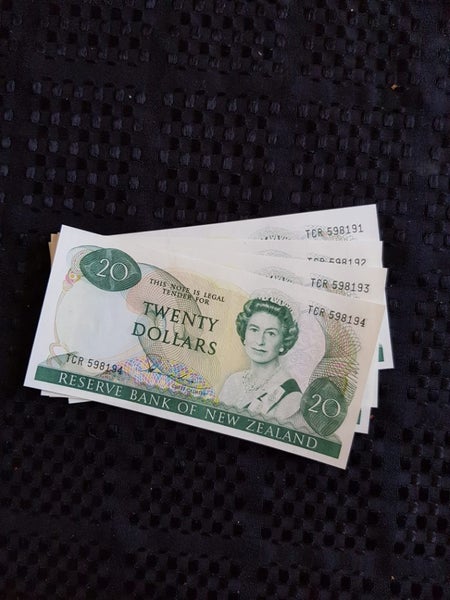 TCR 598191
TCR 598192
TCR 598193
TCR 598194
20
THIS NOTE IS LEGAL
TENDER FOR
TWENTY
DOLLARS
TCR 598194
20
RESERVE BANK OF NEW ZEALAND